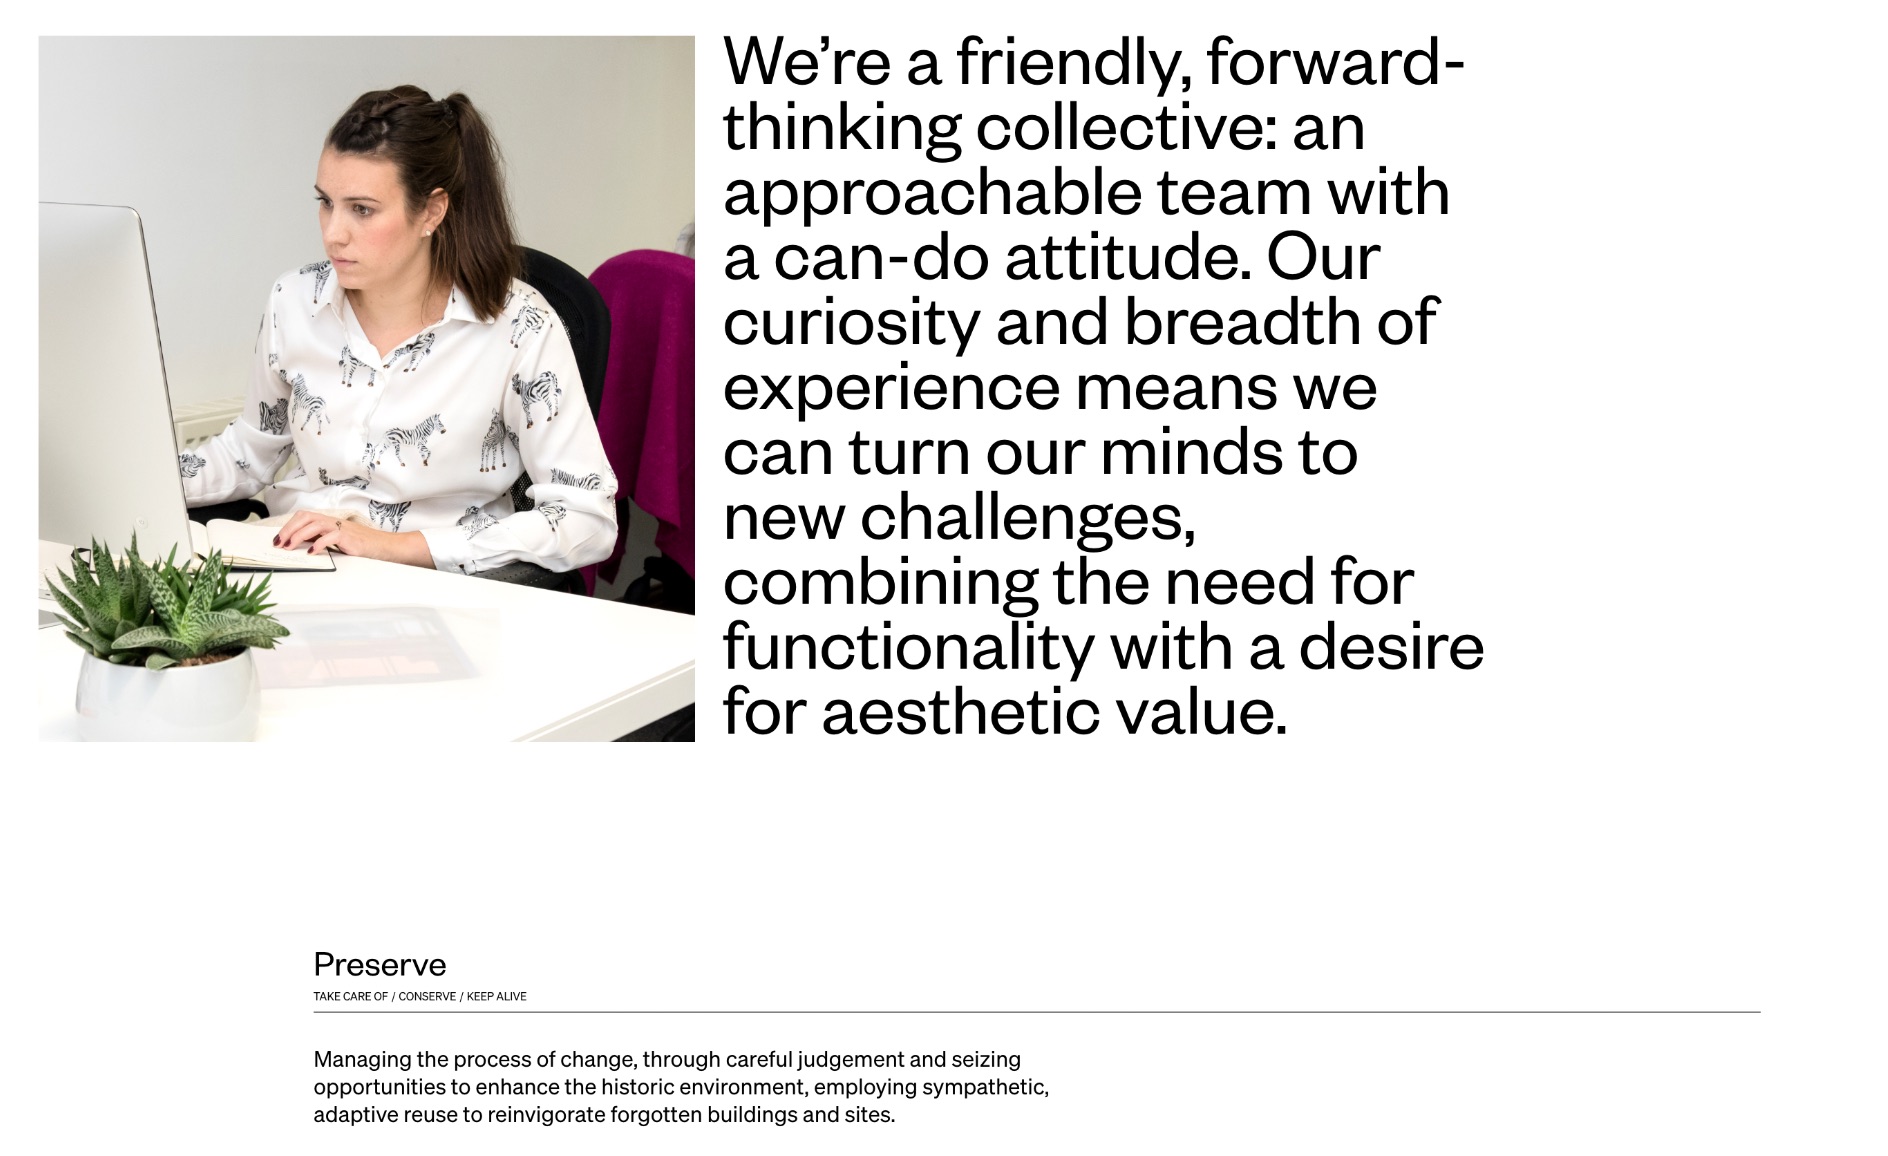 We’re a friendly, forward-
thinking collective: an
approachable team with
a can-do attitude. Our
curiosity and breadth of
experience means we
can turn our minds to
new challenges,
combining the need for
functionality with a desire
for aesthetic value.
Preserve
TAKE CARE OF / CONSERVE / KEEP ALIVE
Managing the process of change, through careful judgement and seizing
opportunities to enhance the historic environment, employing sympathetic,
adaptive reuse to reinvigorate forgotten buildings and sites.